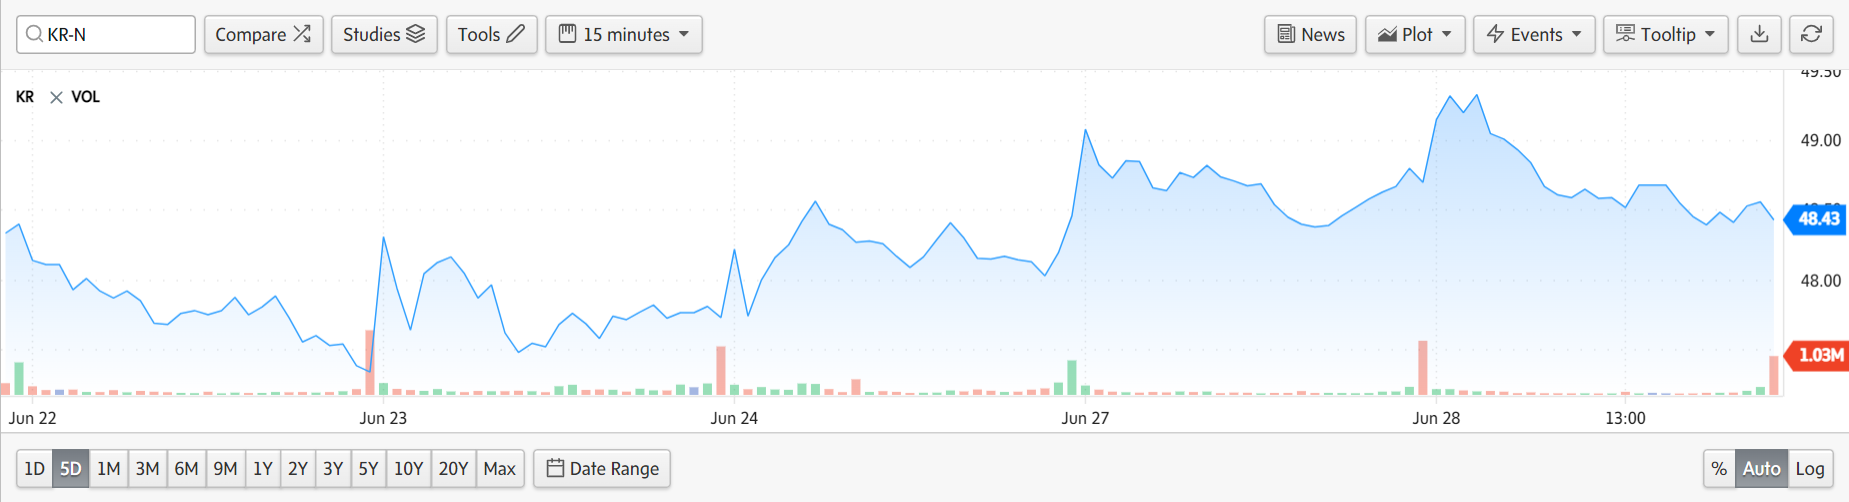 KR-N Compare Studies Tools 15 minutes News Plot Events Tooltip
KR VOL
49.50
49.00
48.43
48.00
1.03M
Jun 22 Jun 23 Jun 24 Jun 27 Jun 28 13:00
1D 5D 1M 3M 6M 9M 1Y 2Y 3Y 5Y 10Y 20Y Max Date Range % Auto Log